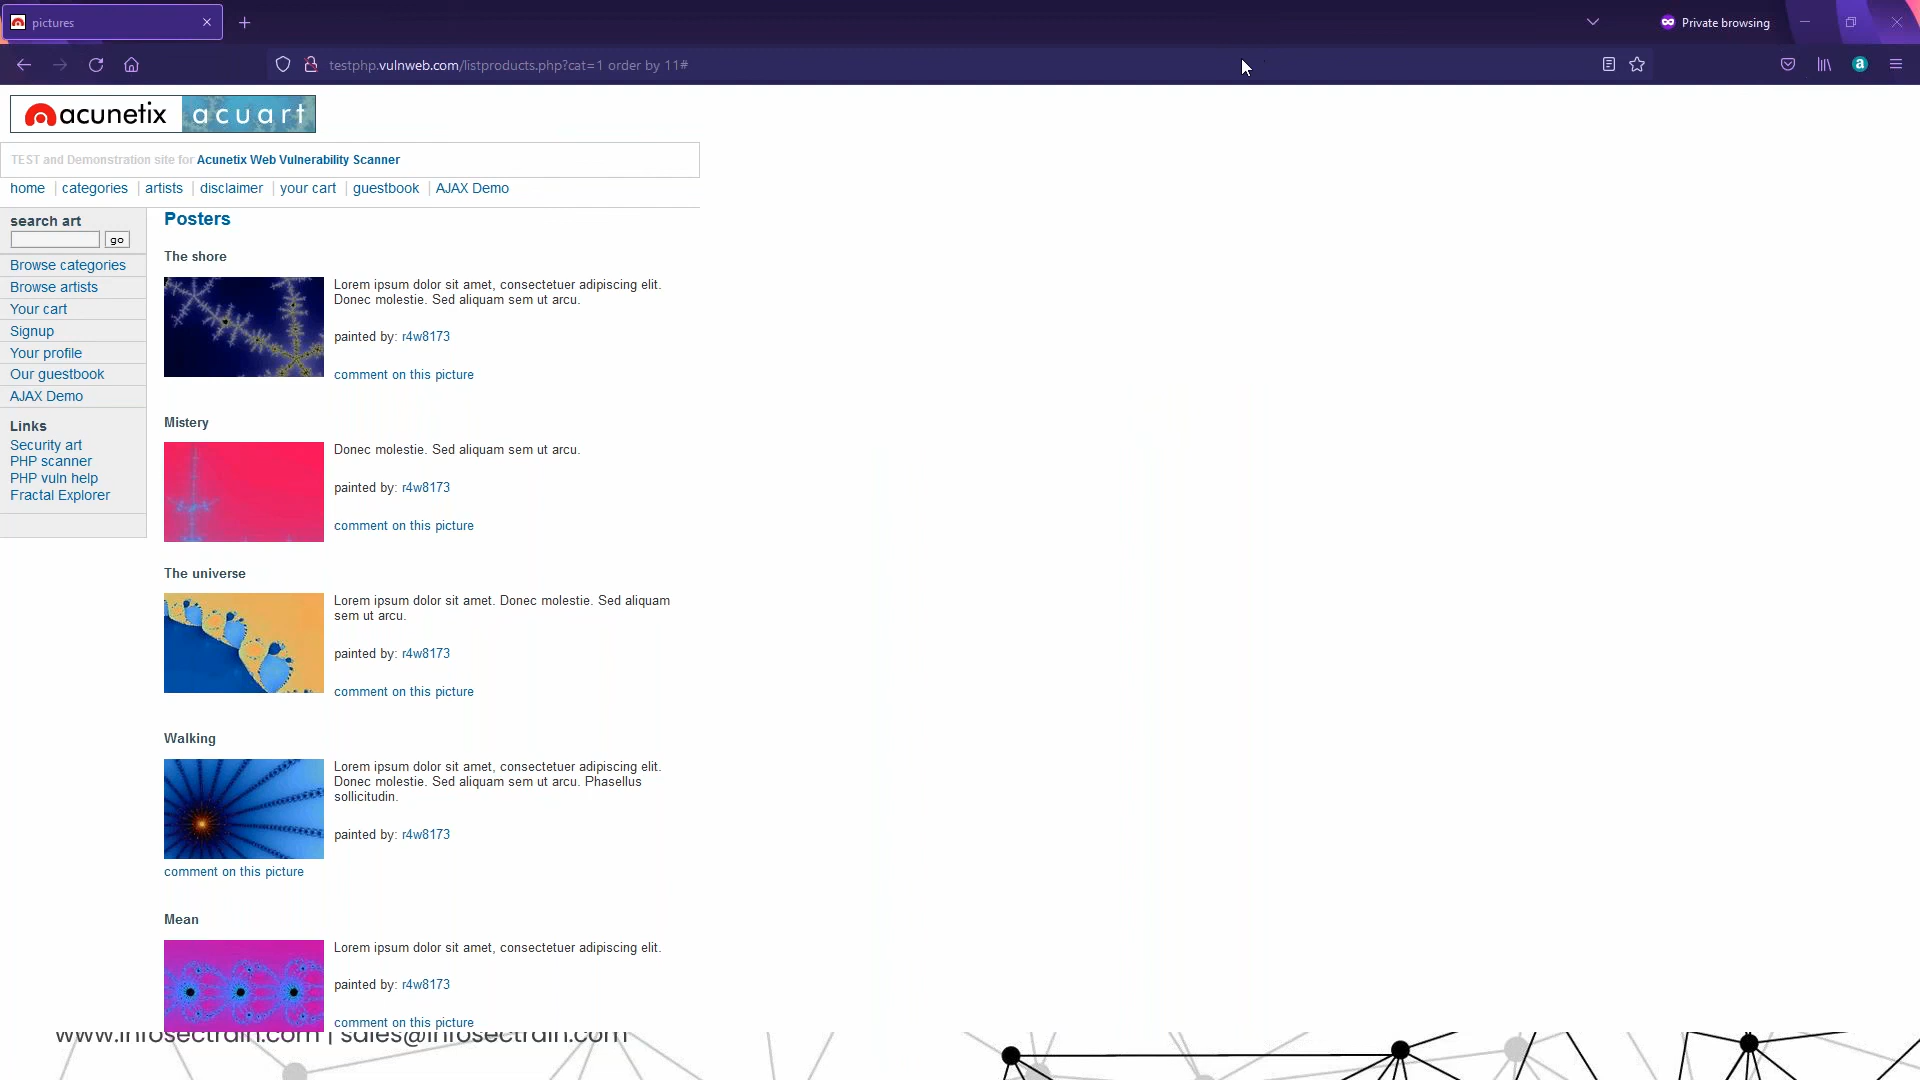 pictures
Private browsing
testphp.vulnweb.com/listproducts.php?cat=1 order by 11#
a
acunetix acuart
TEST and Demonstration site for Acunetix Web Vulnerability Scanner
home | categories | artists | disclaimer | your cart | guestbook | AJAX Demo
search art
go
Browse categories
Browse artists
Your cart
Signup
Your profile
Our guestbook
AJAX Demo
Links
Security art
PHP scanner
PHP vuln help
Fractal Explorer
Posters
The shore
Lorem ipsum dolor sit amet, consectetuer adipiscing elit.
Donec molestie. Sed aliquam sem ut arcu.
painted by: r4w8173
comment on this picture
Mistery
Donec molestie. Sed aliquam sem ut arcu.
painted by: r4w8173
comment on this picture
The universe
Lorem ipsum dolor sit amet. Donec molestie. Sed aliquam
sem ut arcu.
painted by: r4w8173
comment on this picture
Walking
Lorem ipsum dolor sit amet, consectetuer adipiscing elit.
Donec molestie. Sed aliquam sem ut arcu. Phasellus
sollicitudin.
painted by: r4w8173
comment on this picture
Mean
Lorem ipsum dolor sit amet, consectetuer adipiscing elit.
painted by: r4w8173
comment on this picture
www.infosectrain.com | sales@infosectrain.com